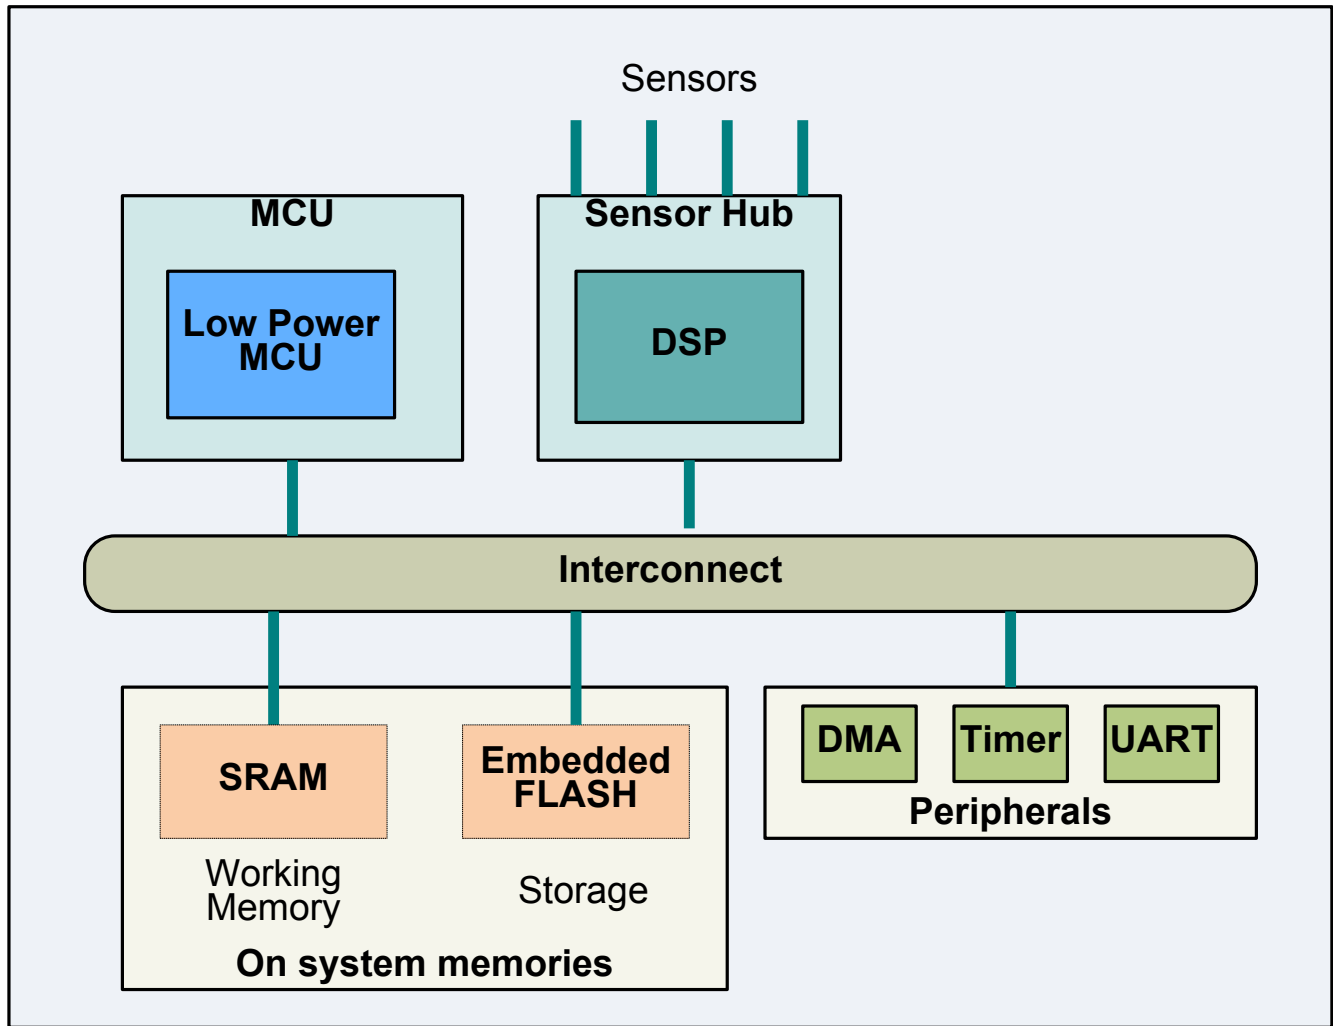 Sensors
MCU
Low Power
MCU
Sensor Hub
DSP
Interconnect
SRAM
Working
Memory
Embedded
FLASH
Storage
On system memories
DMA
Timer
UART
Peripherals